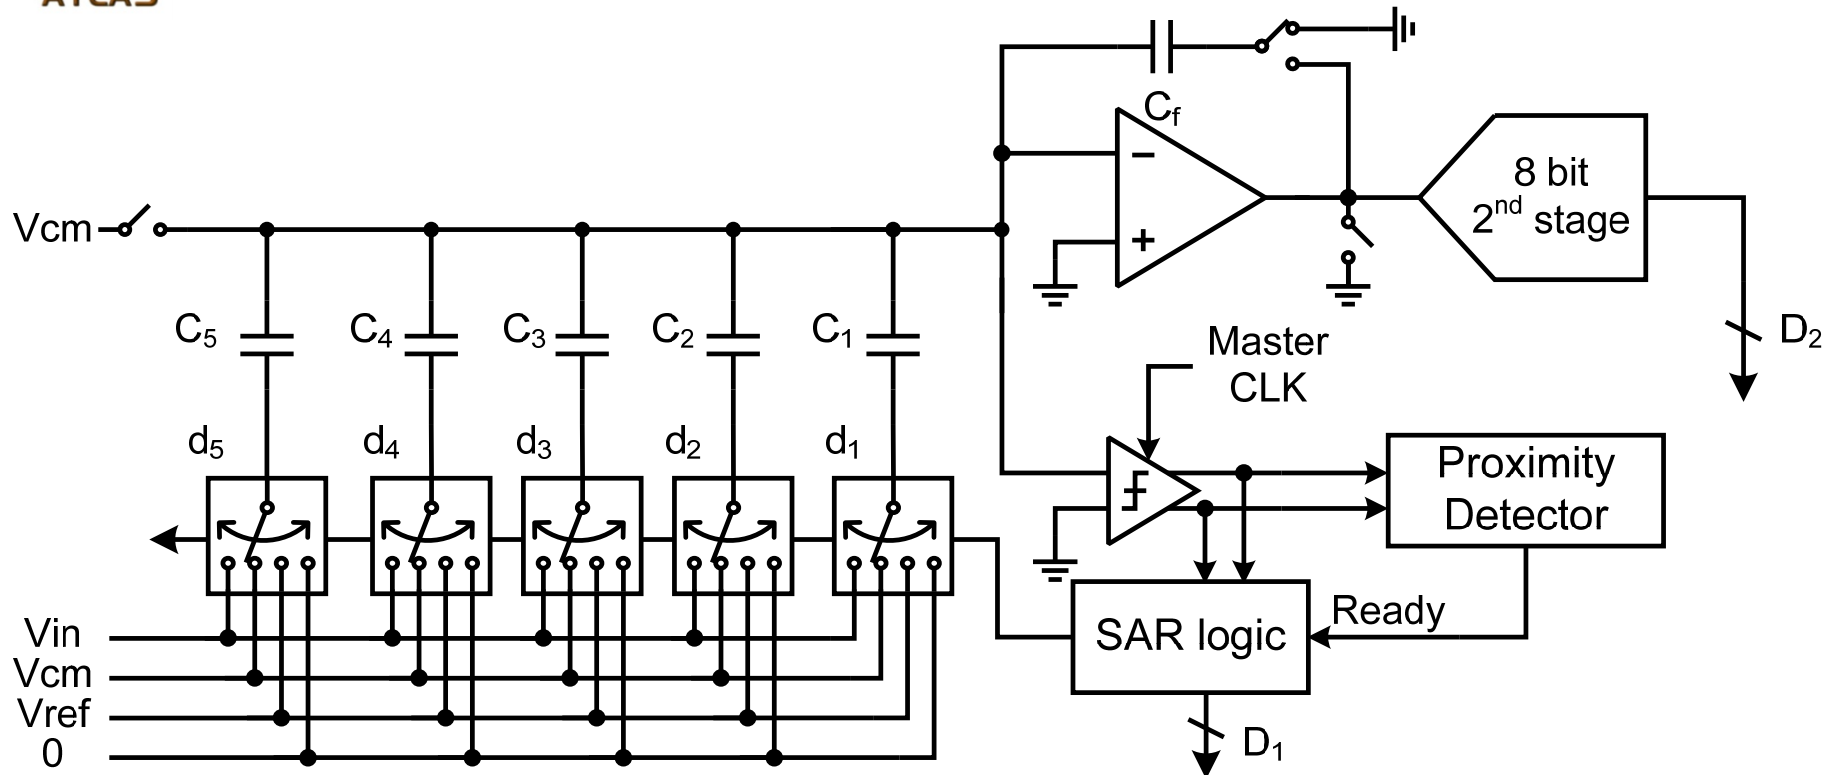 C_f
−
+
8 bit
2nd stage
Vcm
C5
C4
C3
C2
C1
Master
CLK
D2
d5
d4
d3
d2
d1
Proximity
Detector
SAR logic
Ready
Vin
Vcm
Vref
0
D1